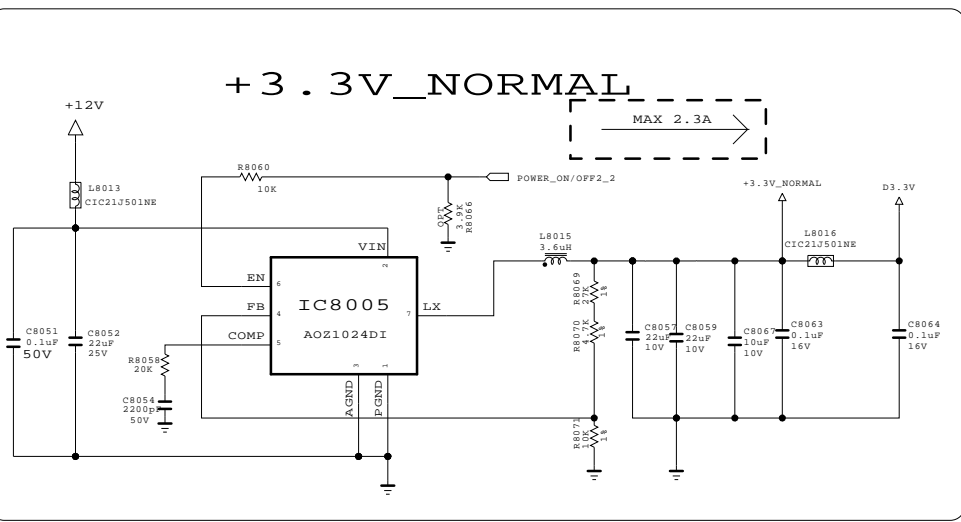 +3.3V_NORMAL
MAX 2.3A
+12V
L8013
CIC21J501NE
R8060
10K
POWER_ON/OFF2_2
OPT
3.9K
R8066
+3.3V_NORMAL
D3.3V
L8015
3.6uH
L8016
CIC21J501NE
VIN
2
EN
6
FB
4
COMP
5
IC8005
AOZ1024DI
LX
7
3
1
AGND
PGND
C8051
0.1uF
50V
C8052
22uF
25V
R8058
20K
C8054
2200pF
50V
R8069
27K
1%
R8070
4.7K
1%
R8071
10K
1%
C8057
22uF
10V
C8059
22uF
10V
C8067
10uF
10V
C8063
0.1uF
16V
C8064
0.1uF
16V